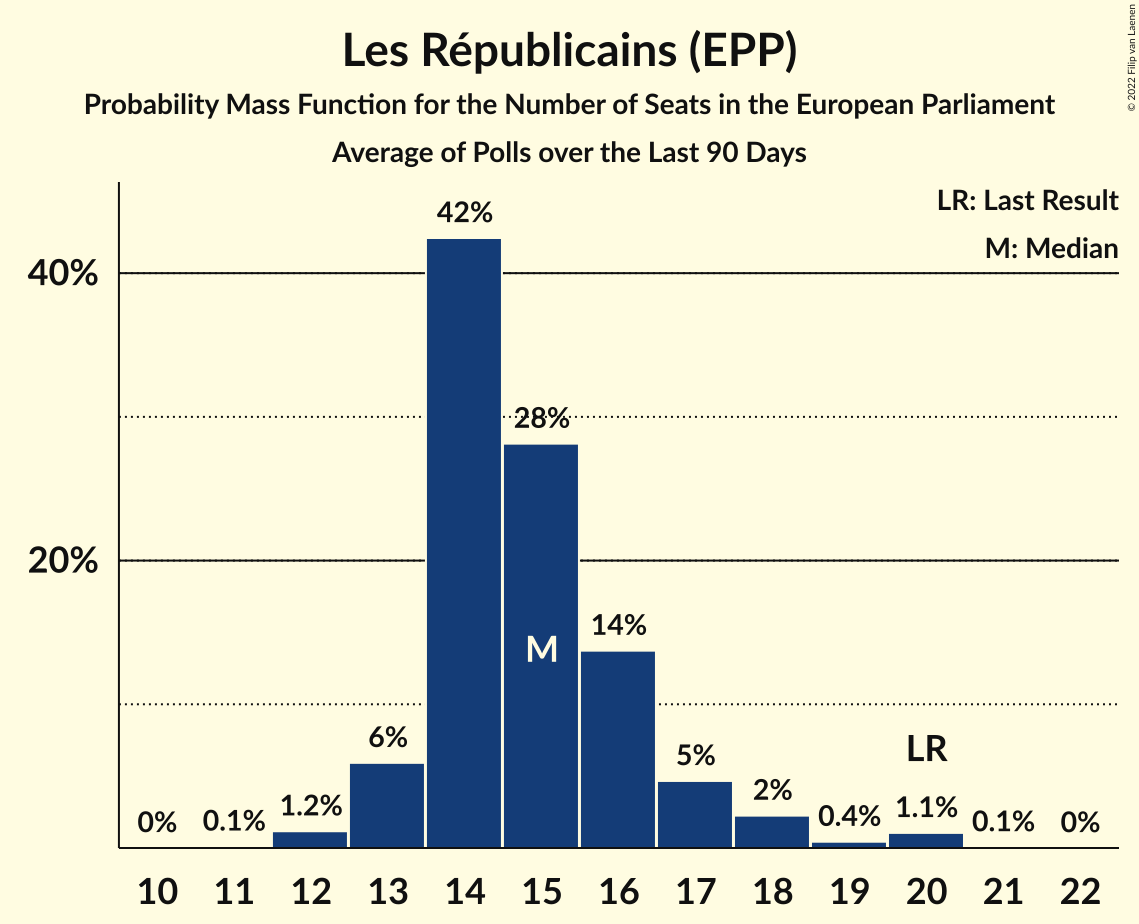 Les Républicains (EPP)
Probability Mass Function for the Number of Seats in the European Parliament
Average of Polls over the Last 90 Days
© 2022 Filip van Laenen
LR: Last Result
M: Median
40%
20%
0%
0.1%
1.2%
6%
42%
28%
M
14%
5%
2%
0.4%
LR
1.1%
0.1%
0%
10 11 12 13 14 15 16 17 18 19 20 21 22